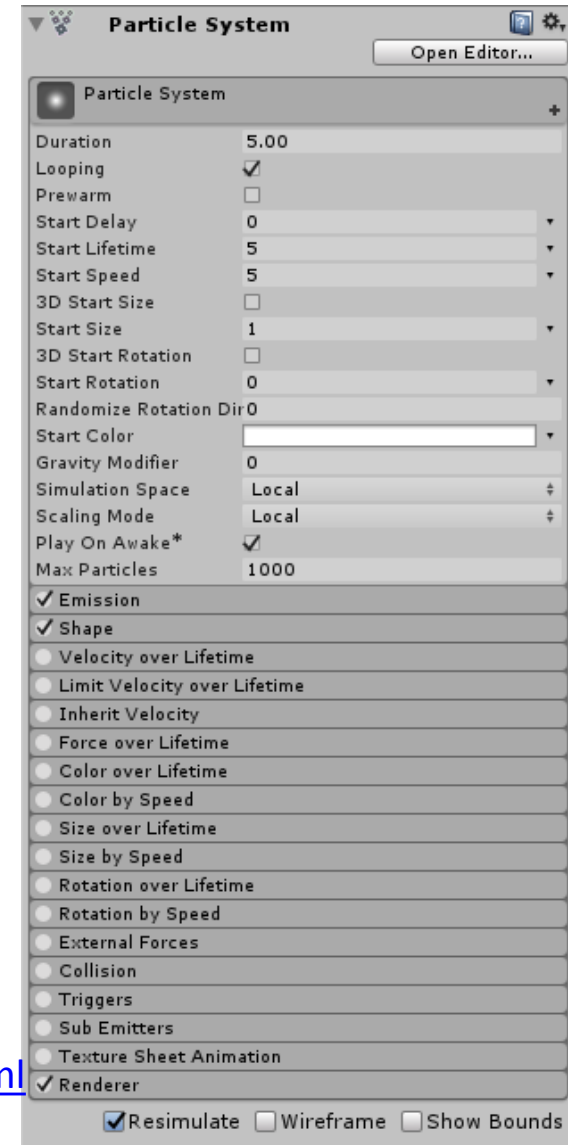 Particle System
Open Editor...
Particle System
Duration 5.00
Looping
Prewarm
Start Delay 0
Start Lifetime 5
Start Speed 5
3D Start Size
Start Size 1
3D Start Rotation
Start Rotation 0
Randomize Rotation Dir 0
Start Color
Gravity Modifier 0
Simulation Space Local
Scaling Mode Local
Play On Awake*
Max Particles 1000
Emission
Shape
Velocity over Lifetime
Limit Velocity over Lifetime
Inherit Velocity
Force over Lifetime
Color over Lifetime
Color by Speed
Size over Lifetime
Size by Speed
Rotation over Lifetime
Rotation by Speed
External Forces
Collision
Triggers
Sub Emitters
Texture Sheet Animation
Renderer
Resimulate Wireframe Show Bounds